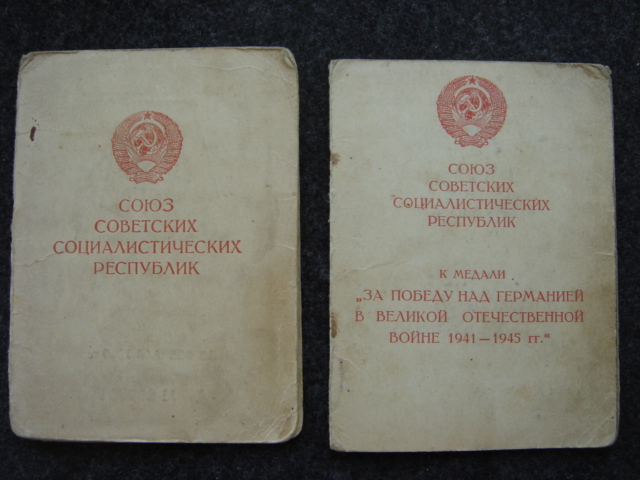 СОЮЗ
СОВЕТСКИХ
СОЦИАЛИСТИЧЕСКИХ
РЕСПУБЛИК
СОЮЗ
СОВЕТСКИХ
СОЦИАЛИСТИЧЕСКИХ
РЕСПУБЛИК
К МЕДАЛИ
„ЗА ПОБЕДУ НАД ГЕРМАНИЕЙ
В ВЕЛИКОЙ ОТЕЧЕСТВЕННОЙ
ВОЙНЕ 1941—1945 гг.“